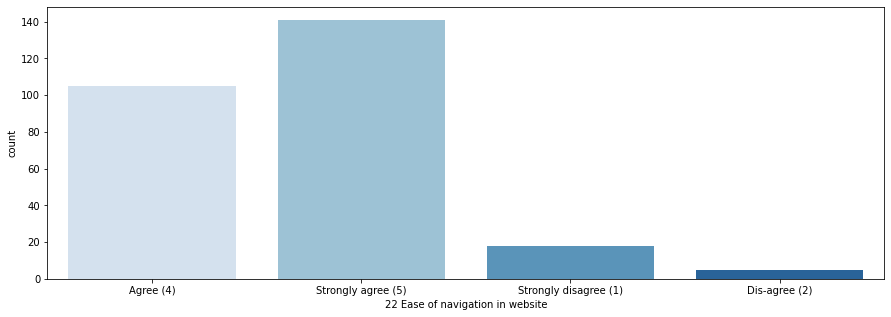 140
120
100
80
60
40
20
0
count
Agree (4)
Strongly agree (5)
Strongly disagree (1)
Dis-agree (2)
22 Ease of navigation in website